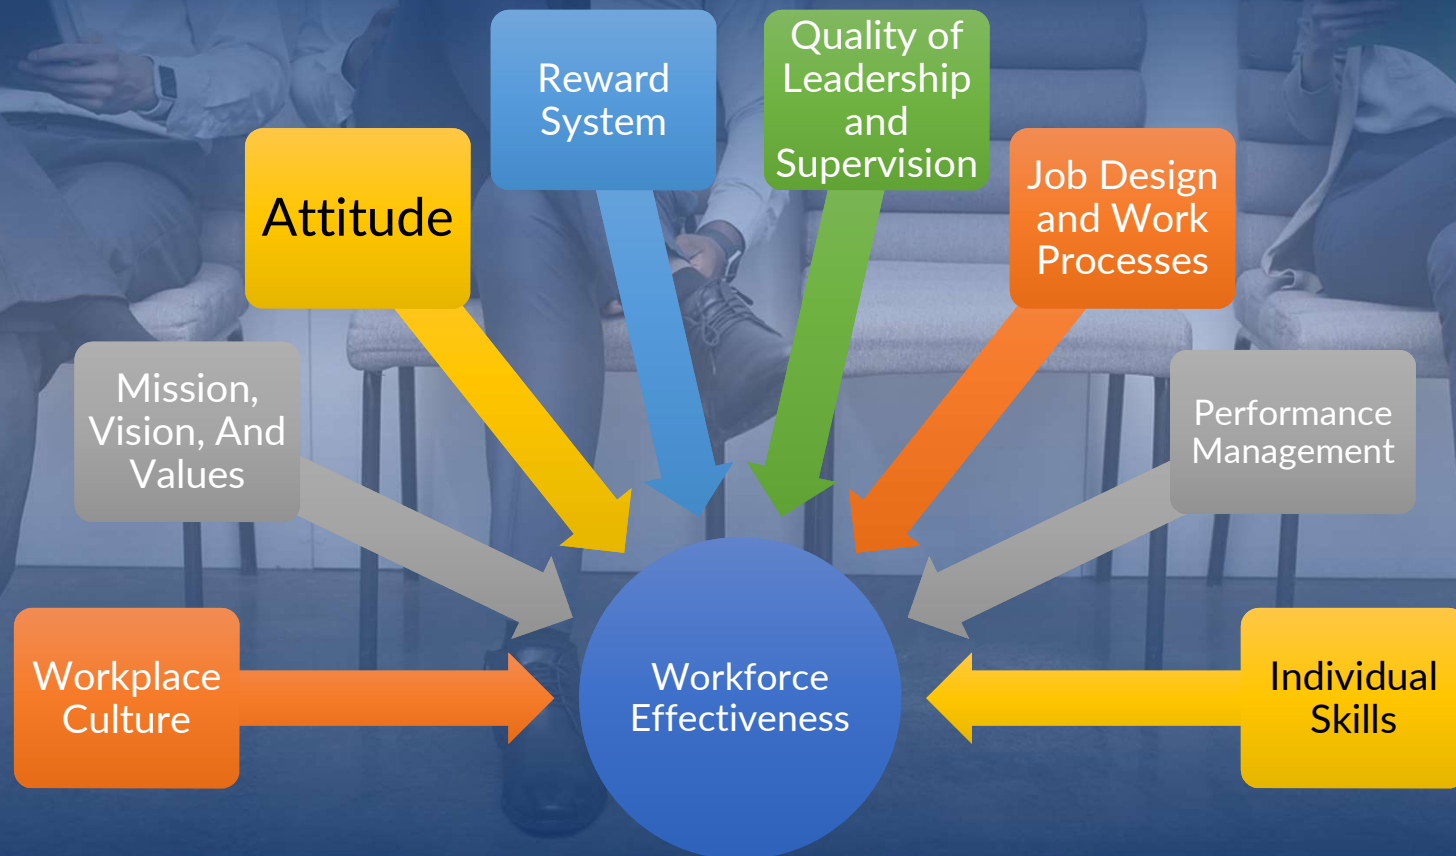 Quality of
Leadership
and
Supervision
Reward
System
Attitude
Job Design
and Work
Processes
Mission,
Vision, And
Values
Performance
Management
Workplace
Culture
Workforce
Effectiveness
Individual
Skills